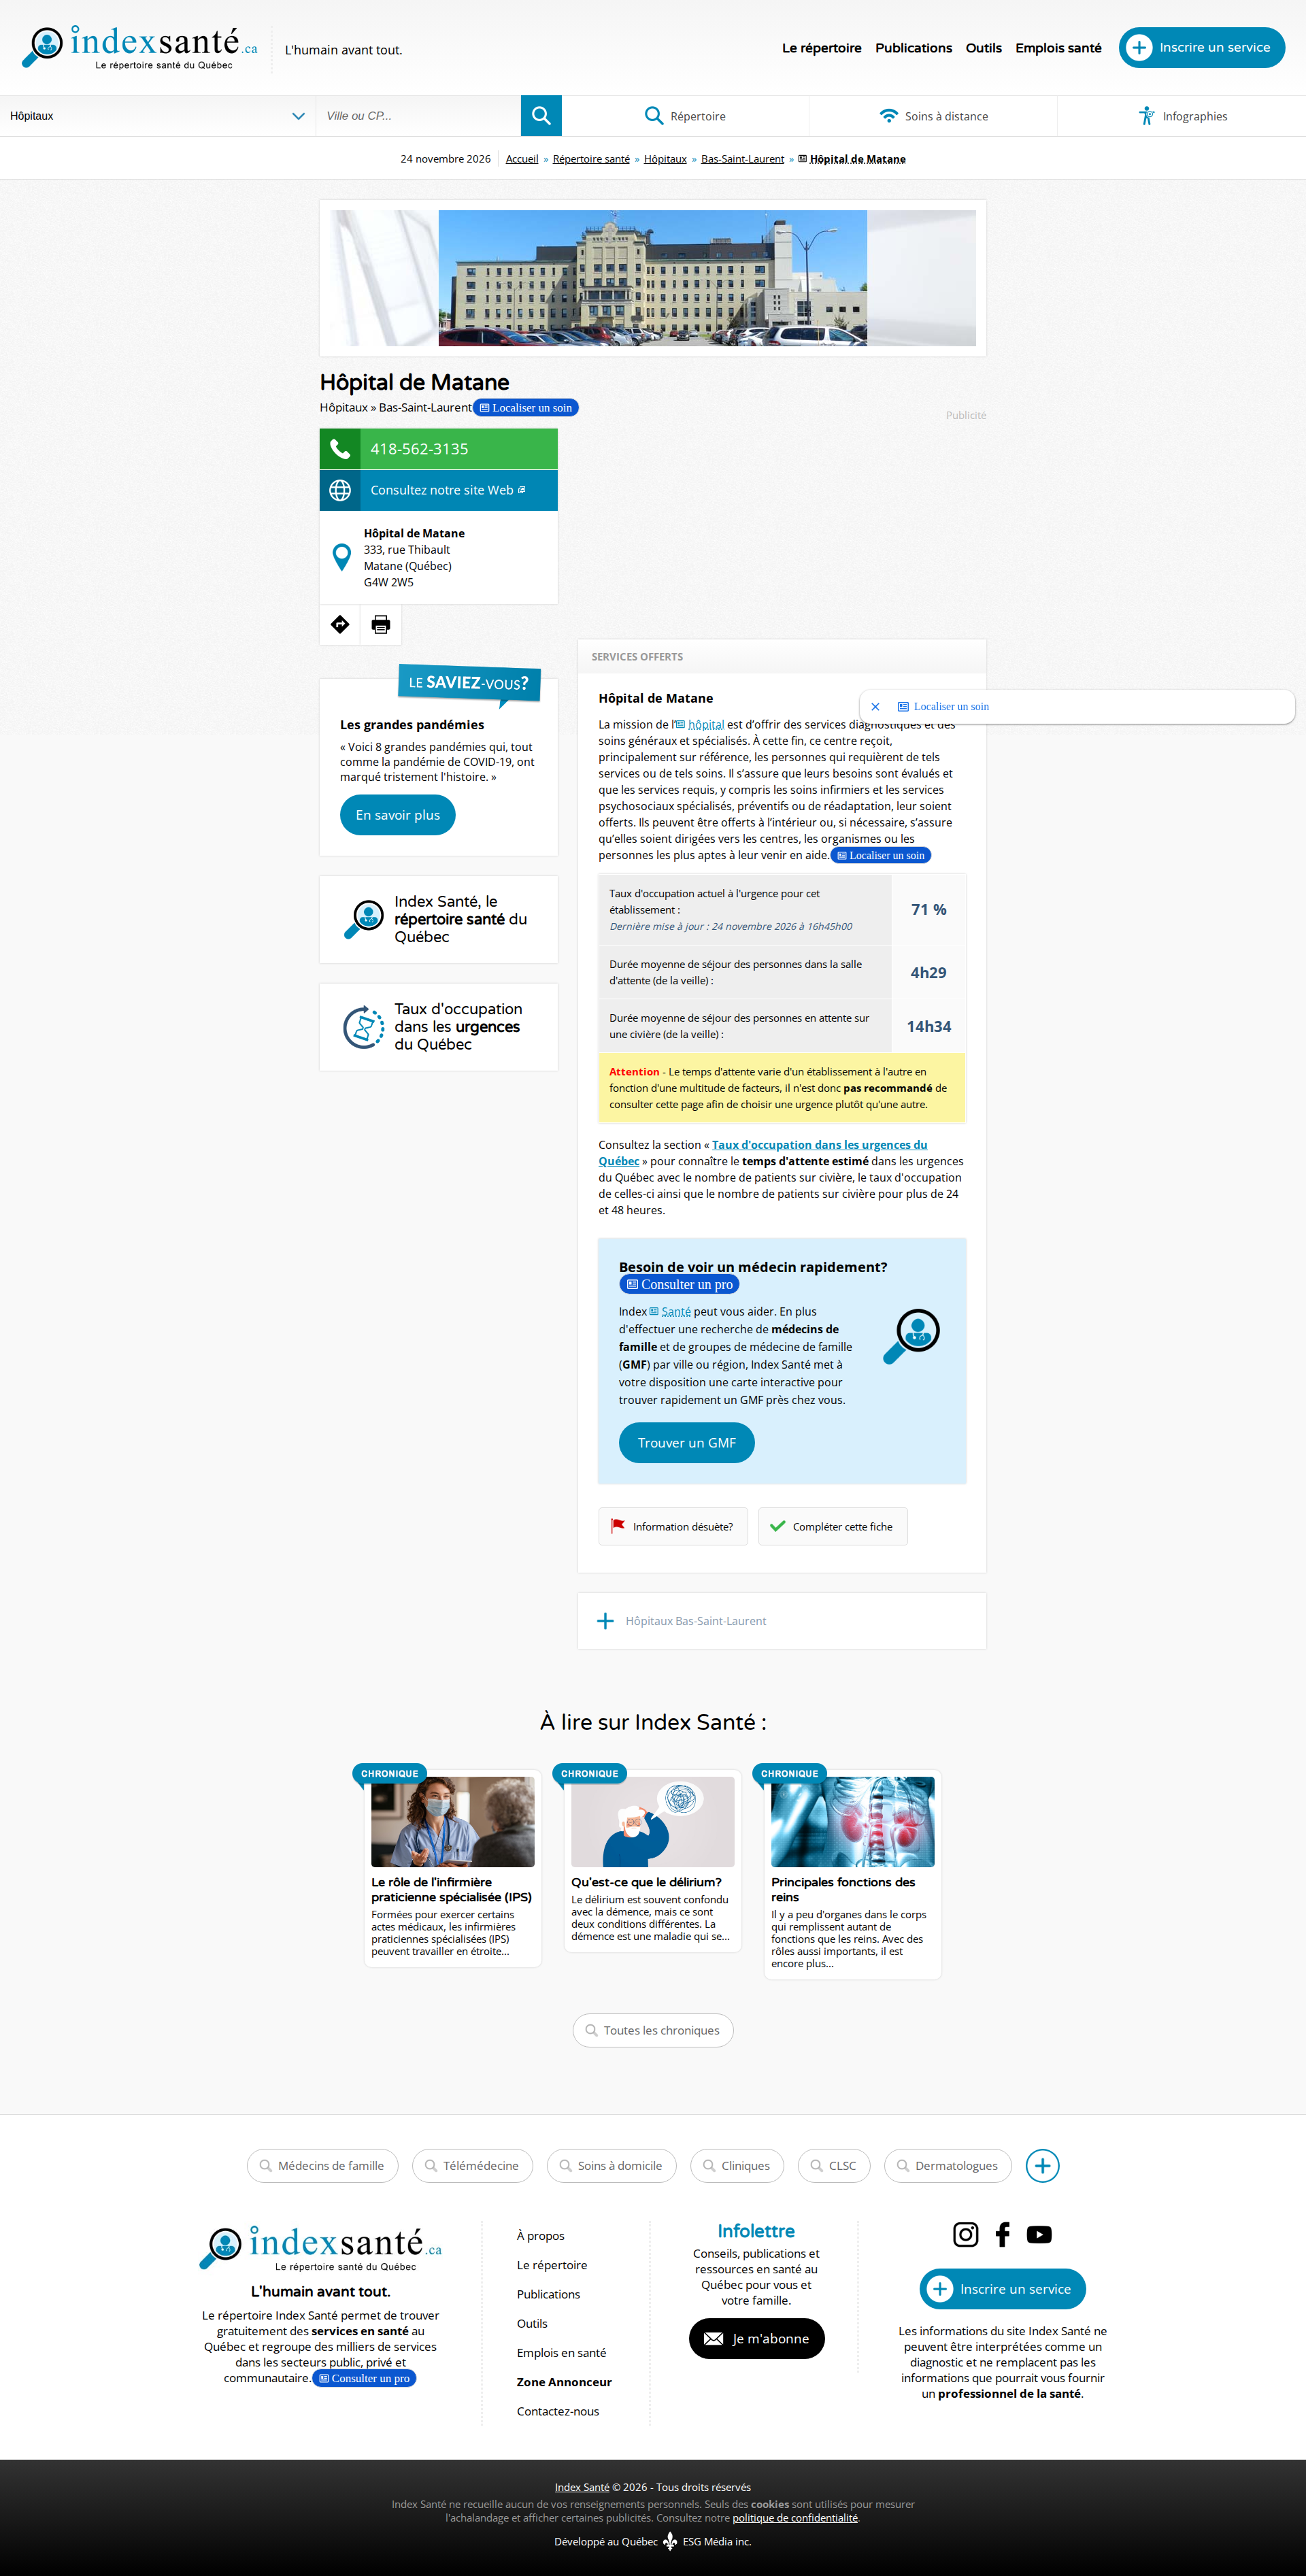 indexsanté.ca
Le répertoire santé du Québec
L'humain avant tout.
Le répertoire
Publications
Outils
Emplois santé
Inscrire un service
Hôpitaux
Ville ou CP...
Répertoire
Soins à distance
Infographies
24 novembre 2026
Accueil » Répertoire santé » Hôpitaux » Bas-Saint-Laurent » Hôpital de Matane
Hôpital de Matane
Hôpitaux » Bas-Saint-Laurent Localiser un soin
Publicité
418-562-3135
Consultez notre site Web
Hôpital de Matane
333, rue Thibault
Matane (Québec)
G4W 2W5
LE SAVIEZ-VOUS?
Les grandes pandémies
« Voici 8 grandes pandémies qui, tout
comme la pandémie de COVID-19, ont
marqué tristement l'histoire. »
En savoir plus
Index Santé, le
répertoire santé du
Québec
Taux d'occupation
dans les urgences
du Québec
SERVICES OFFERTS
Hôpital de Matane
Localiser un soin
La mission de l’hôpital est d’offrir des services diagnostiques et des
soins généraux et spécialisés. À cette fin, ce centre reçoit,
principalement sur référence, les personnes qui requièrent de tels
services ou de tels soins. Il s’assure que leurs besoins sont évalués et
que les services requis, y compris les soins infirmiers et les services
psychosociaux spécialisés, préventifs ou de réadaptation, leur soient
offerts. Ils peuvent être offerts à l’intérieur ou, si nécessaire, s’assure
qu’elles soient dirigées vers les centres, les organismes ou les
personnes les plus aptes à leur venir en aide. Localiser un soin
Taux d'occupation actuel à l'urgence pour cet
établissement :
Dernière mise à jour : 24 novembre 2026 à 16h45h00
71 %
Durée moyenne de séjour des personnes dans la salle
d'attente (de la veille) :
4h29
Durée moyenne de séjour des personnes en attente sur
une civière (de la veille) :
14h34
Attention - Le temps d'attente varie d'un établissement à l'autre en
fonction d'une multitude de facteurs, il n'est donc pas recommandé de
consulter cette page afin de choisir une urgence plutôt qu'une autre.
Consultez la section « Taux d'occupation dans les urgences du
Québec » pour connaître le temps d'attente estimé dans les urgences
du Québec avec le nombre de patients sur civière, le taux d'occupation
de celles-ci ainsi que le nombre de patients sur civière pour plus de 24
et 48 heures.
Besoin de voir un médecin rapidement?
Consulter un pro
Index Santé peut vous aider. En plus
d'effectuer une recherche de médecins de
famille et de groupes de médecine de famille
(GMF) par ville ou région, Index Santé met à
votre disposition une carte interactive pour
trouver rapidement un GMF près chez vous.
Trouver un GMF
Information désuète?
Compléter cette fiche
Hôpitaux Bas-Saint-Laurent
À lire sur Index Santé :
CHRONIQUE
Le rôle de l'infirmière
praticienne spécialisée (IPS)
Formées pour exercer certains
actes médicaux, les infirmières
praticiennes spécialisées (IPS)
peuvent travailler en étroite...
CHRONIQUE
Qu'est-ce que le délirium?
Le délirium est souvent confondu
avec la démence, mais ce sont
deux conditions différentes. La
démence est une maladie qui se...
CHRONIQUE
Principales fonctions des
reins
Il y a peu d'organes dans le corps
qui remplissent autant de
fonctions que les reins. Avec des
rôles aussi importants, il est
encore plus...
Toutes les chroniques
Médecins de famille
Télémédecine
Soins à domicile
Cliniques
CLSC
Dermatologues
indexsanté.ca
Le répertoire santé du Québec
L'humain avant tout.
Le répertoire Index Santé permet de trouver
gratuitement des services en santé au
Québec et regroupe des milliers de services
dans les secteurs public, privé et
communautaire. Consulter un pro
À propos
Le répertoire
Publications
Outils
Emplois en santé
Zone Annonceur
Contactez-nous
Infolettre
Conseils, publications et
ressources en santé au
Québec pour vous et
votre famille.
Je m'abonne
Inscrire un service
Les informations du site Index Santé ne
peuvent être interprétées comme un
diagnostic et ne remplacent pas les
informations que pourrait vous fournir
un professionnel de la santé.
Index Santé © 2026 - Tous droits réservés
Index Santé ne recueille aucun de vos renseignements personnels. Seuls des cookies sont utilisés pour mesurer
l'achalandage et afficher certaines publicités. Consultez notre politique de confidentialité.
Développé au Québec ESG Média inc.